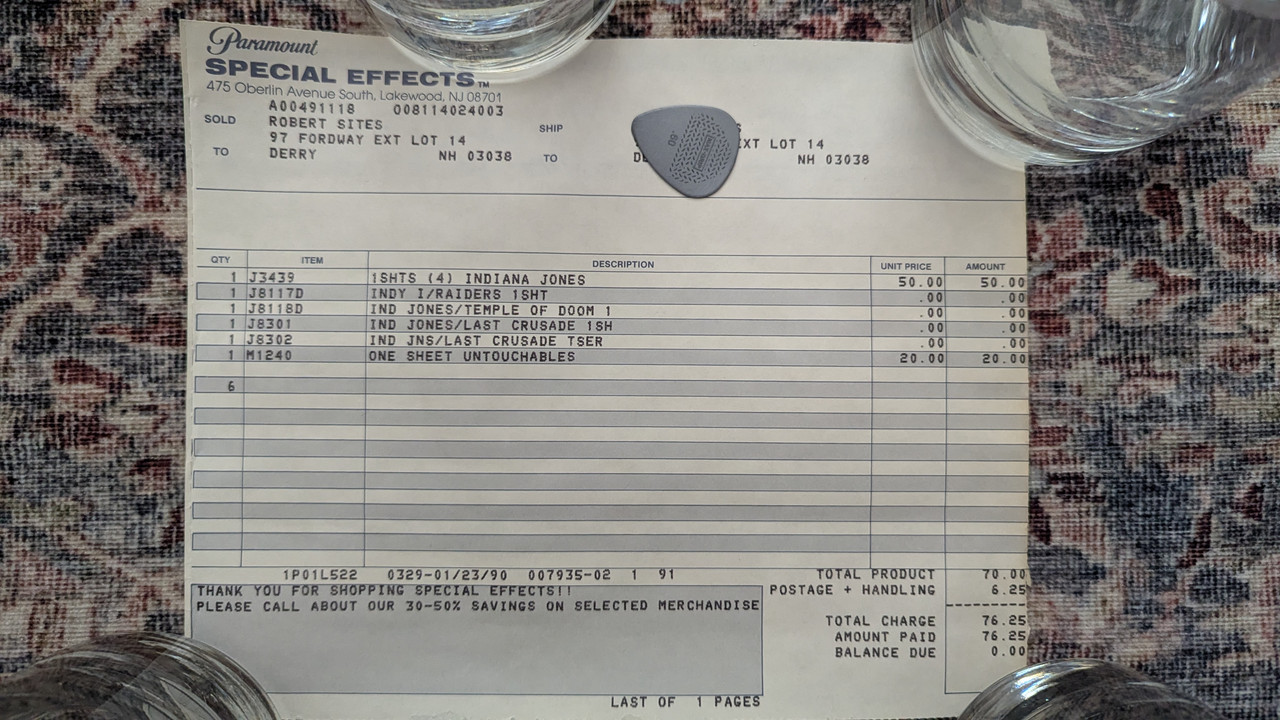 Paramount
SPECIAL EFFECTS™
475 Oberlin Avenue South, Lakewood, NJ 08701
A00491118 008114024003
SOLD TO
ROBERT SITES
97 FORDWAY EXT LOT 14
DERRY NH 03038
SHIP TO
EXT LOT 14
NH 03038
.60
QTY ITEM DESCRIPTION UNIT PRICE AMOUNT
1 J3439 1SHTS (4) INDIANA JONES 50.00 50.00
1 J8117D INDY I/RAIDERS 1SHT .00 .00
1 J8118D IND JONES/TEMPLE OF DOOM 1 .00 .00
1 J8301 IND JONES/LAST CRUSADE 1SH .00 .00
1 J8302 IND JNS/LAST CRUSADE TSER .00 .00
1 M1240 ONE SHEET UNTOUCHABLES 20.00 20.00
6
1P01L522 0329-01/23/90 007935-02 1 91
TOTAL PRODUCT 70.00
THANK YOU FOR SHOPPING SPECIAL EFFECTS!!
POSTAGE + HANDLING 6.25
PLEASE CALL ABOUT OUR 30-50% SAVINGS ON SELECTED MERCHANDISE
TOTAL CHARGE 76.25
AMOUNT PAID 76.25
BALANCE DUE 0.00
LAST OF 1 PAGES